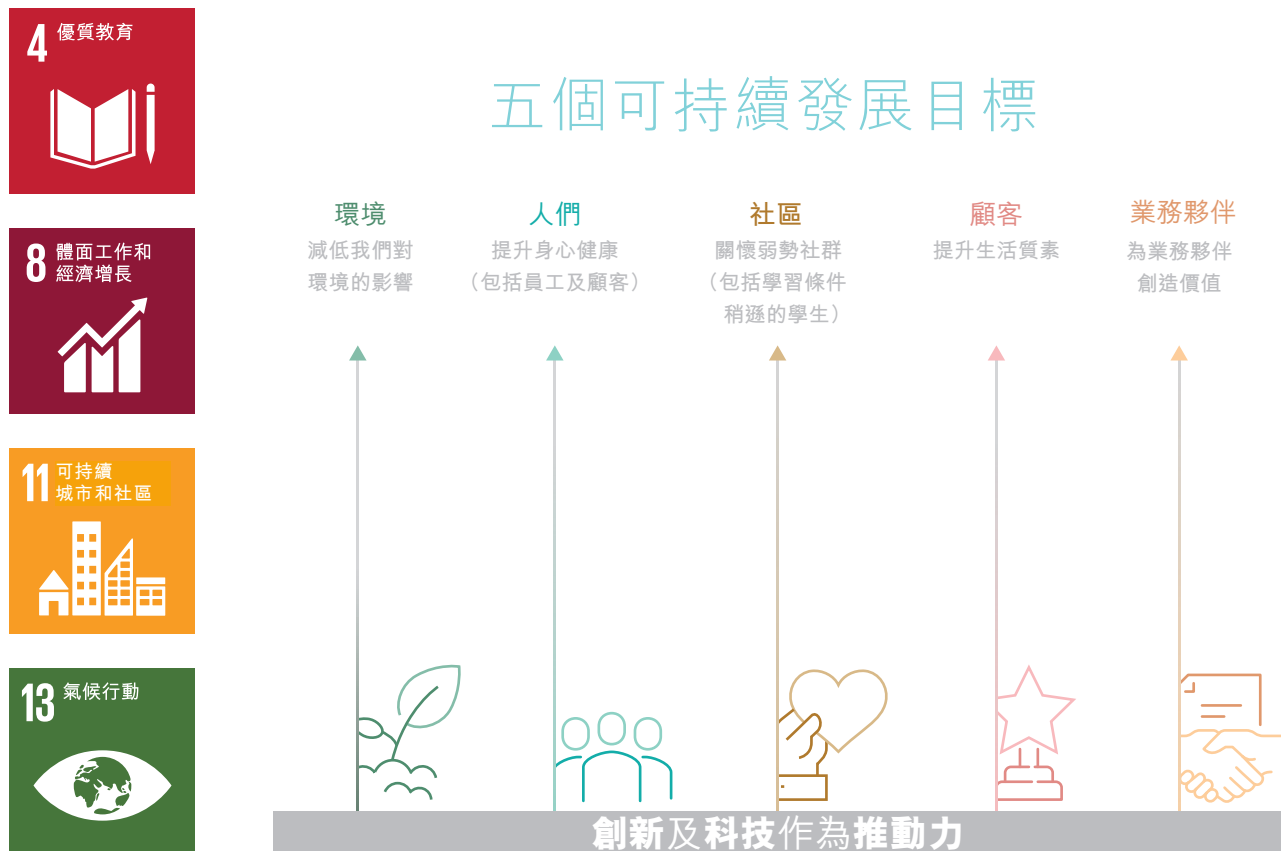 4 優質教育
8 體面工作和
經濟增長
11 可持續
城市和社區
13 氣候行動
五個可持續發展目標
環境
減低我們對
環境的影響
人們
提升身心健康
（包括員工及顧客）
社區
關懷弱勢社群
（包括學習條件
稍遜的學生）
顧客
提升生活質素
業務夥伴
為業務夥伴
創造價值
創新及科技作為推動力